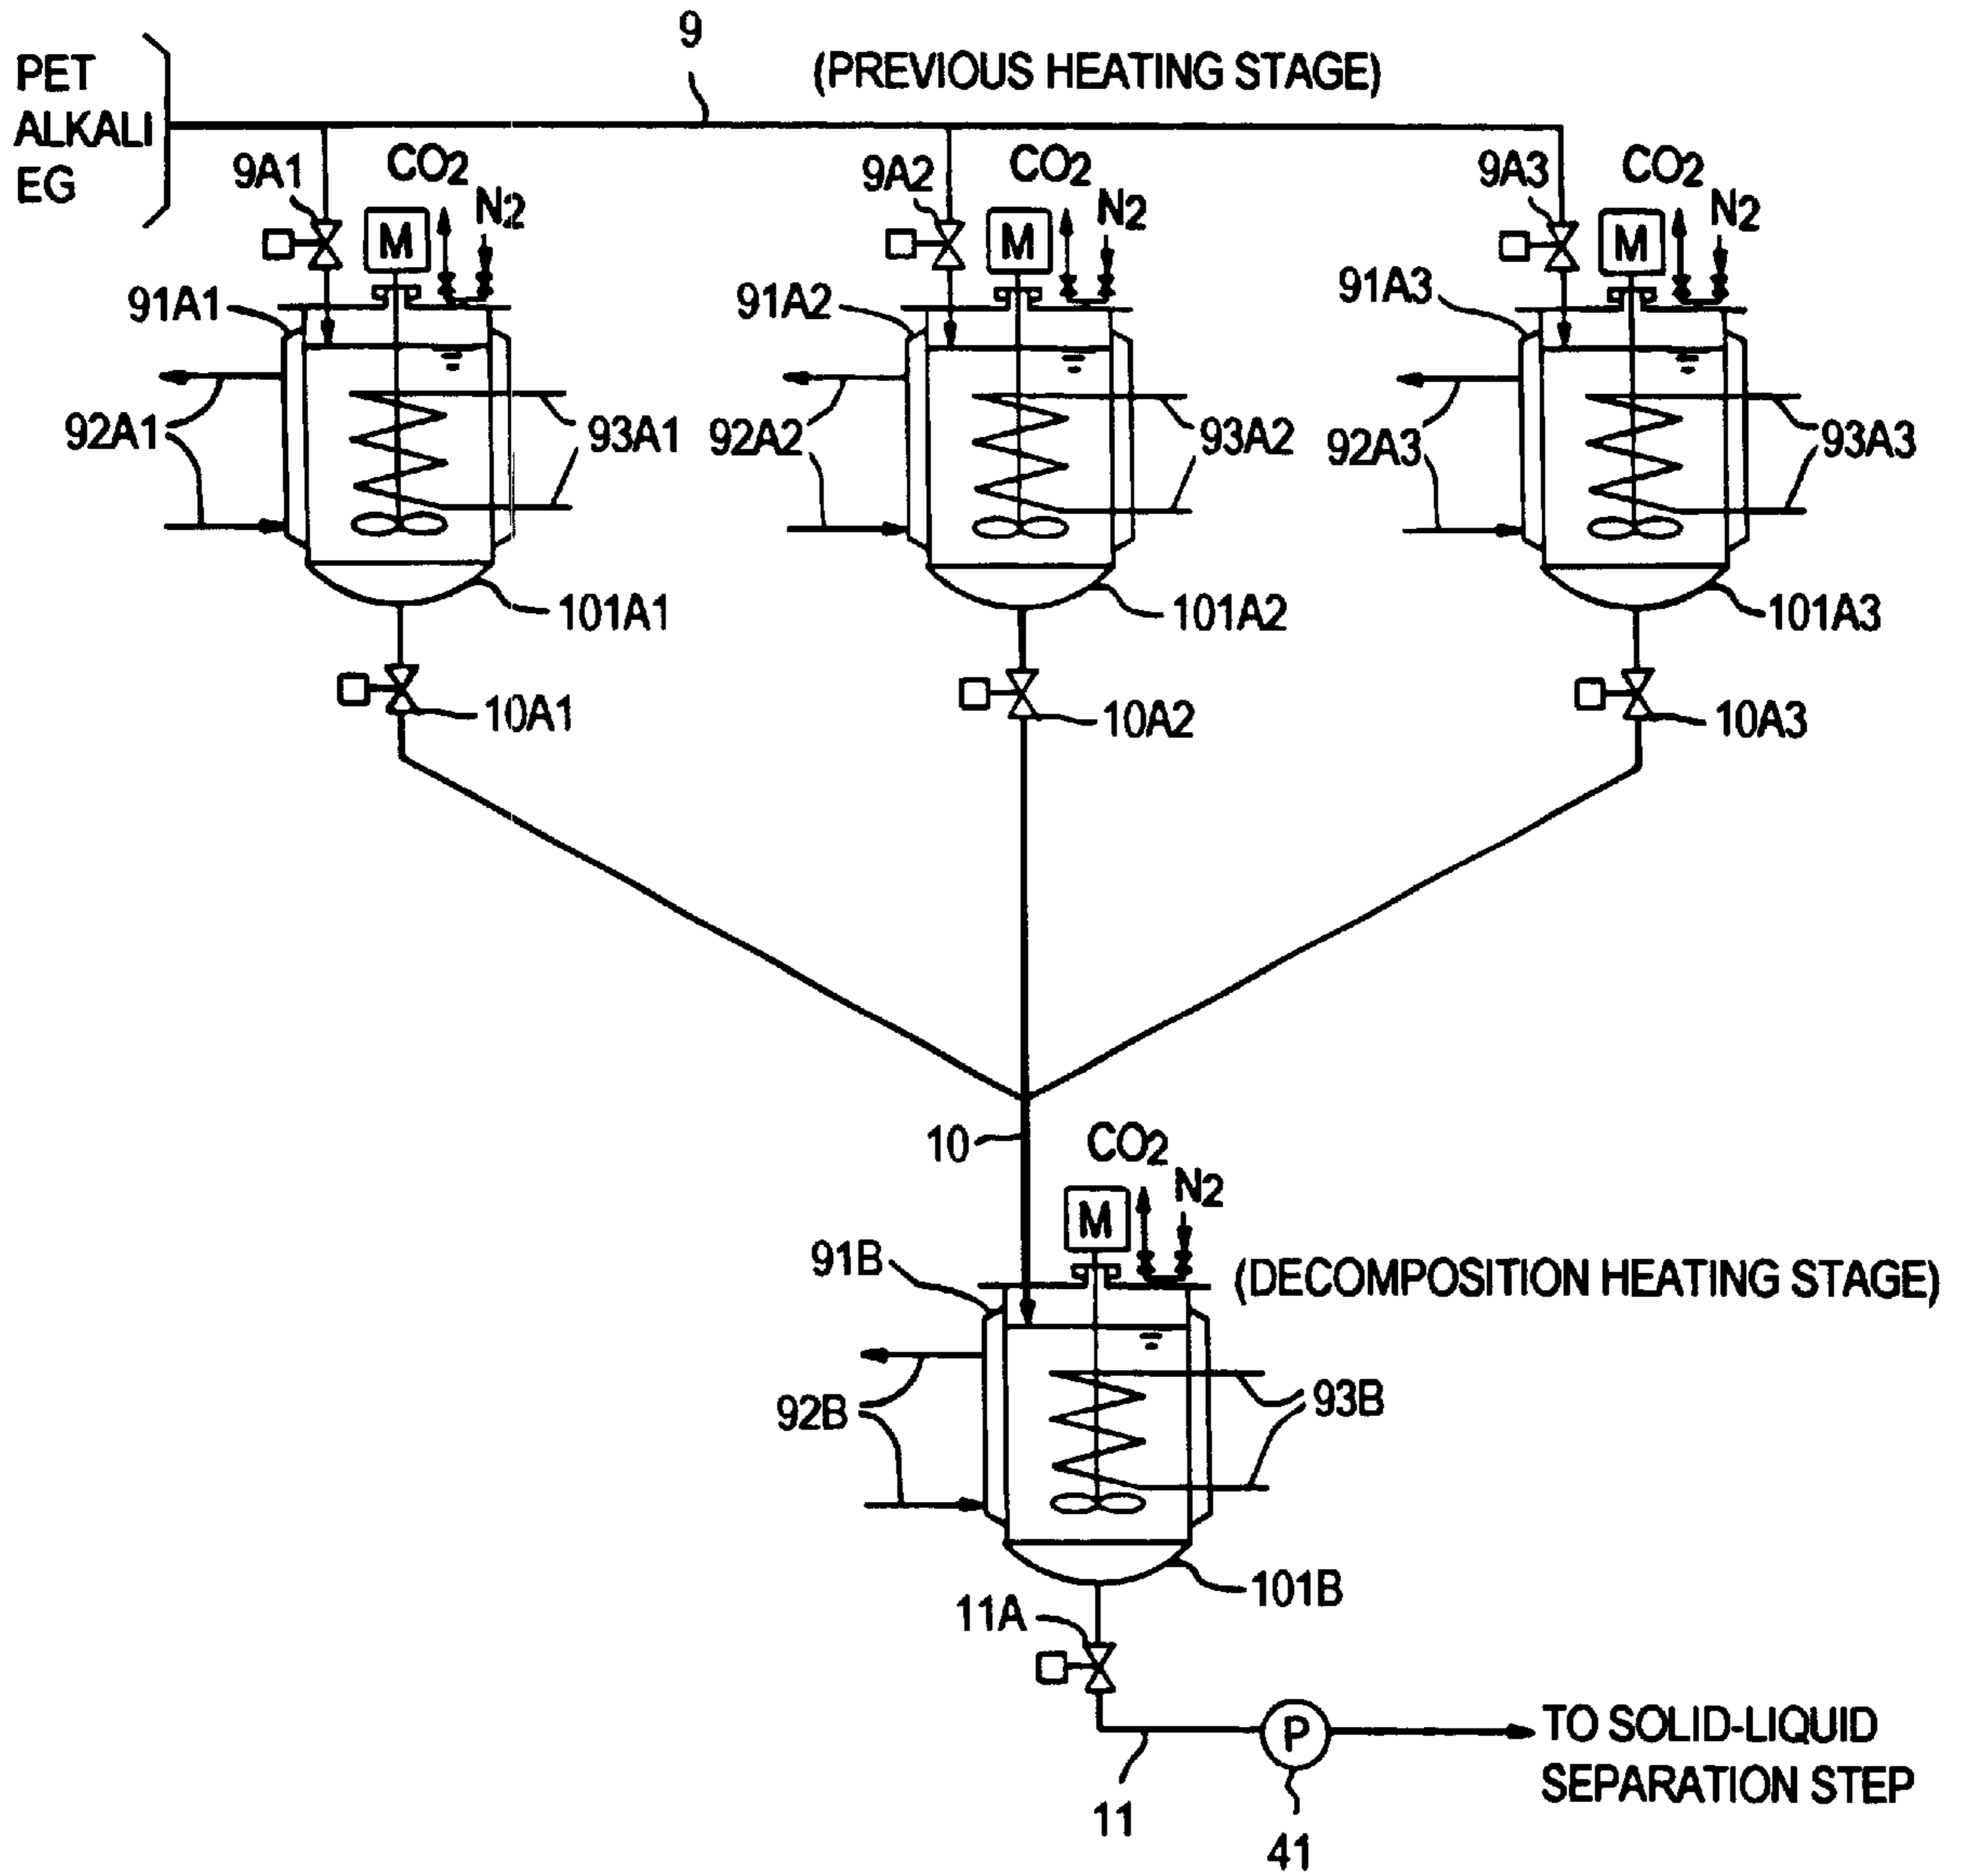 9
(PREVIOUS HEATING STAGE)
PET
ALKALI
EG
9A1
CO2
N2
M
9A2
CO2
N2
M
9A3
CO2
N2
M
91A1
91A2
91A3
92A1
93A1
92A2
93A2
92A3
93A3
101A1
101A2
101A3
10A1
10A2
10A3
10
CO2
N2
M
91B
(DECOMPOSITION HEATING STAGE)
92B
93B
101B
11A
P
TO SOLID-LIQUID
SEPARATION STEP
11
41